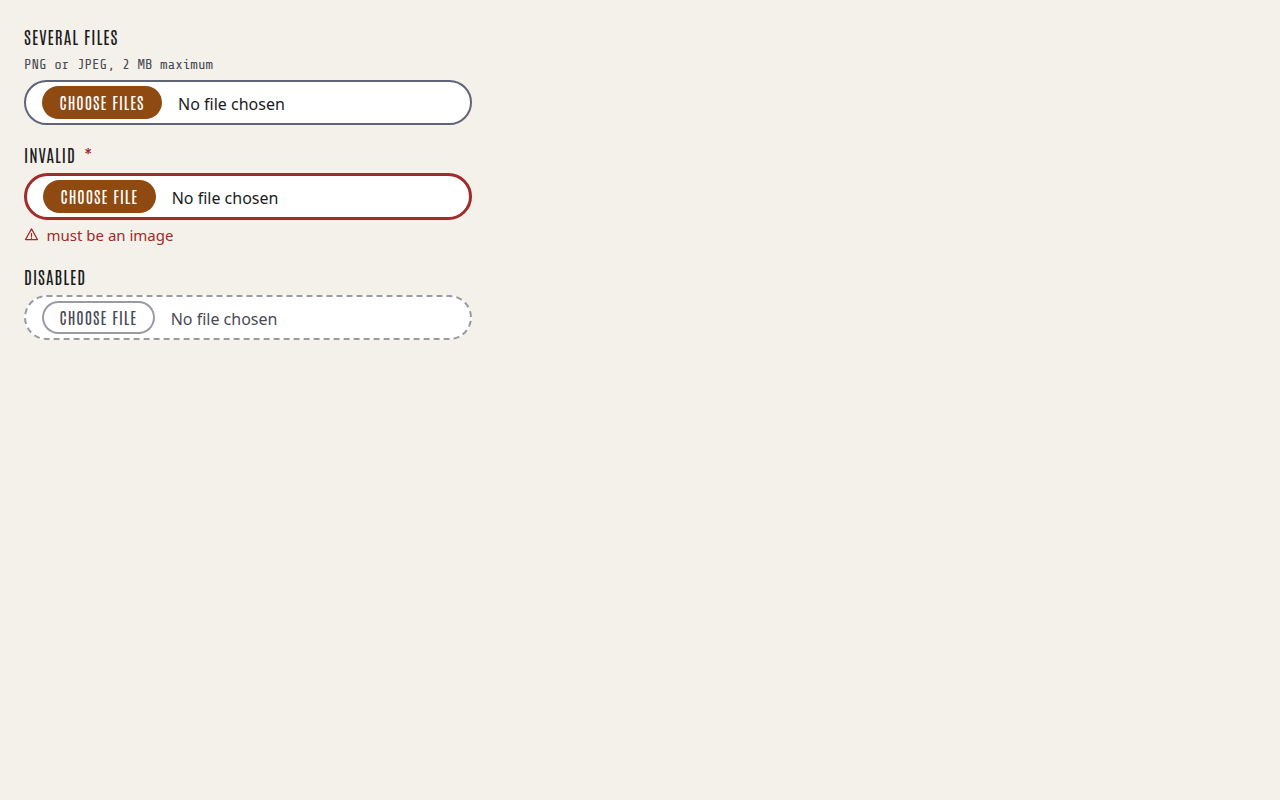 SEVERAL FILES
PNG or JPEG, 2 MB maximum
CHOOSE FILES No file chosen
INVALID *
CHOOSE FILE No file chosen
⚠ must be an image
DISABLED
CHOOSE FILE No file chosen